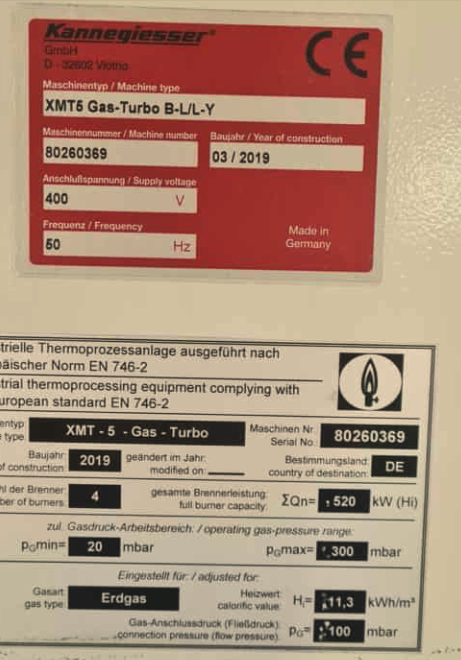 Kannegiesser®
GmbH
D - 32602 Vlotho
CE
Maschinentyp / Machine type
XMT5 Gas-Turbo B-L/L-Y
Maschinennummer / Machine number Baujahr / Year of construction
80260369 03 / 2019
Anschlußspannung / Supply voltage
400 V
Frequenz / Frequency
50 Hz
Made in
Germany
strielle Thermoprozessanlage ausgeführt nach
päischer Norm EN 746-2
strial thermoprocessing equipment complying with
uropean standard EN 746-2
entyp: XMT - 5 - Gas - Turbo Maschinen Nr.:
e type: Serial No.: 80260369
Baujahr: 2019 geändert im Jahr: Bestimmungsland: DE
of construction: modified on: country of destination:
hl der Brenner: 4 gesamte Brennerleistung: ΣQn= 520 kW (Hi)
ber of burners: full burner capacity:
zul. Gasdruck-Arbeitsbereich: / operating gas-pressure range:
pGmin= 20 mbar pGmax= 300 mbar
Eingestellt für: / adjusted for:
Gasart: Erdgas Heizwert: Hi= 11,3 kWh/m³
gas type: calorific value:
Gas-Anschlussdruck (Fließdruck): pG= 100 mbar
connection pressure (flow pressure):